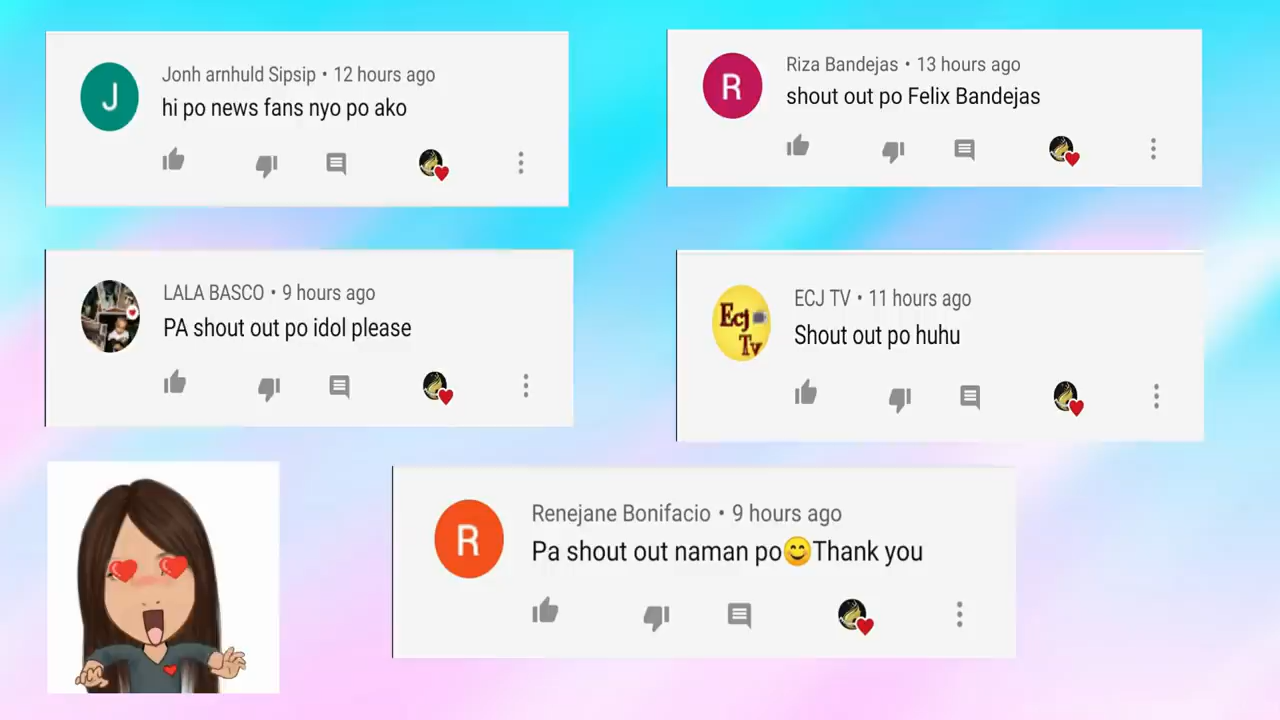 J
Jonh arnhuld Sipsip • 12 hours ago
hi po news fans nyo po ako
R
Riza Bandejas • 13 hours ago
shout out po Felix Bandejas
LALA BASCO • 9 hours ago
PA shout out po idol please
Ecj
Tv
ECJ TV • 11 hours ago
Shout out po huhu
R
Renejane Bonifacio • 9 hours ago
Pa shout out naman po😊Thank you